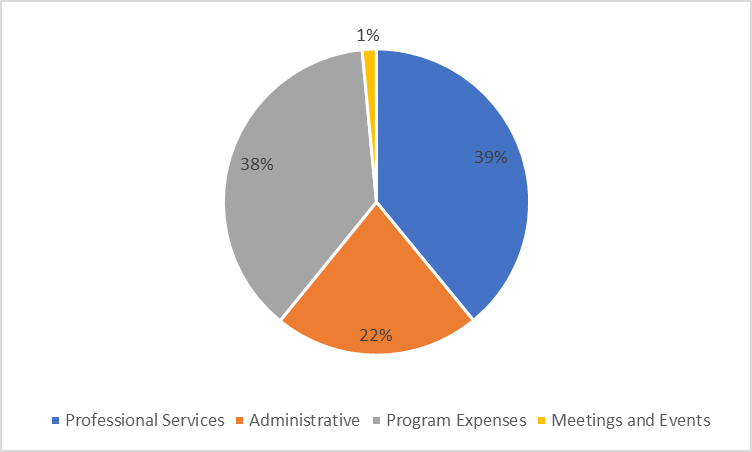 1%
39%
38%
22%
Professional Services Administrative Program Expenses Meetings and Events